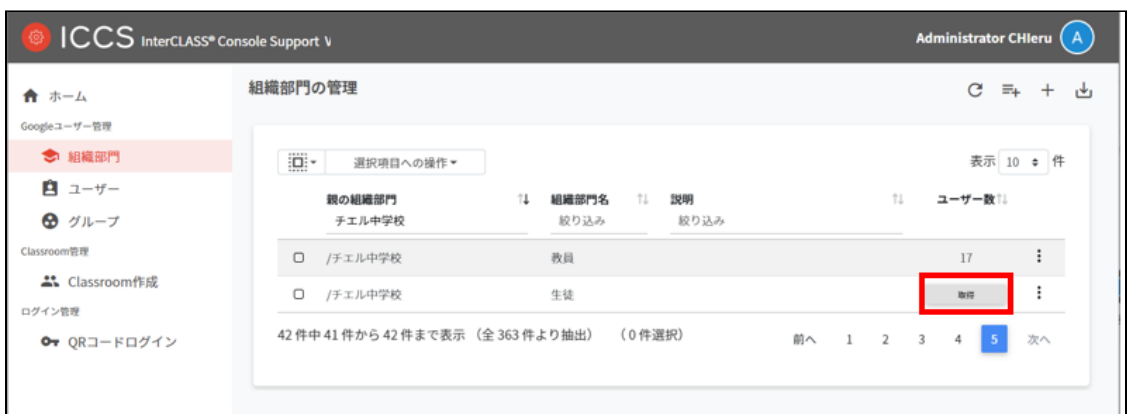 ICCS InterCLASS® Console Support V
Administrator CHIeru A
ホーム
Googleユーザー管理
組織部門
ユーザー
グループ
Classroom管理
Classroom作成
ログイン管理
QRコードログイン
組織部門の管理
選択項目への操作
表示 10 件
親の組織部門 組織部門名 説明 ユーザー数
チエル中学校 絞り込み 絞り込み
/チエル中学校 教員 17
/チエル中学校 生徒 取得
42 件中 41 件から 42 件まで表示 （全 363 件より抽出） （0 件選択）
前へ 1 2 3 4 5 次へ